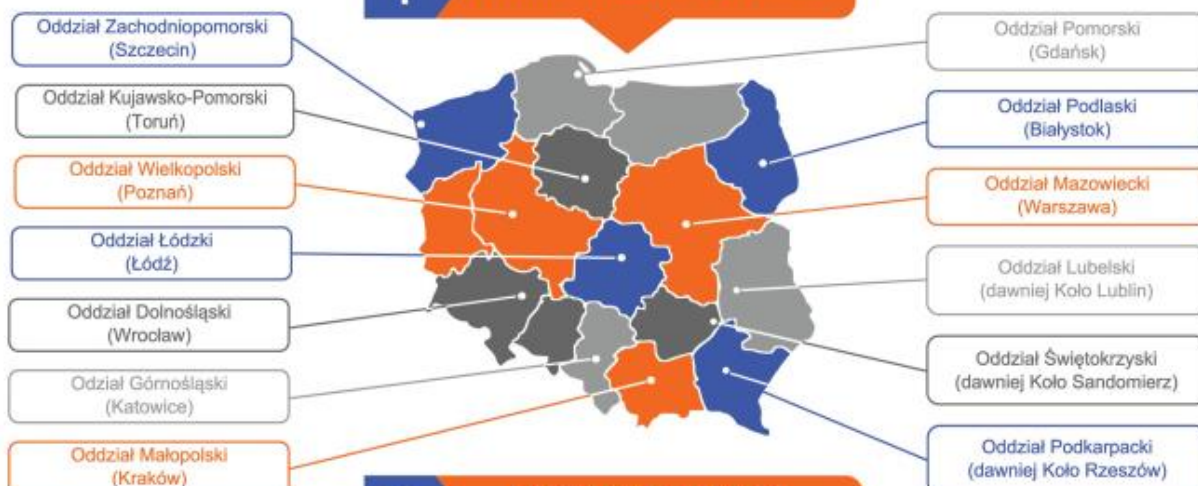 Oddział Zachodniopomorski
(Szczecin)
Oddział Kujawsko-Pomorski
(Toruń)
Oddział Wielkopolski
(Poznań)
Oddział Łódzki
(Łódź)
Oddział Dolnośląski
(Wrocław)
Odział Górnośląski
(Katowice)
Oddział Małopolski
(Kraków)
Oddział Pomorski
(Gdańsk)
Oddział Podlaski
(Białystok)
Oddział Mazowiecki
(Warszawa)
Oddział Lubelski
(dawniej Koło Lublin)
Oddział Świętokrzyski
(dawniej Koło Sandomierz)
Oddział Podkarpacki
(dawniej Koło Rzeszów)